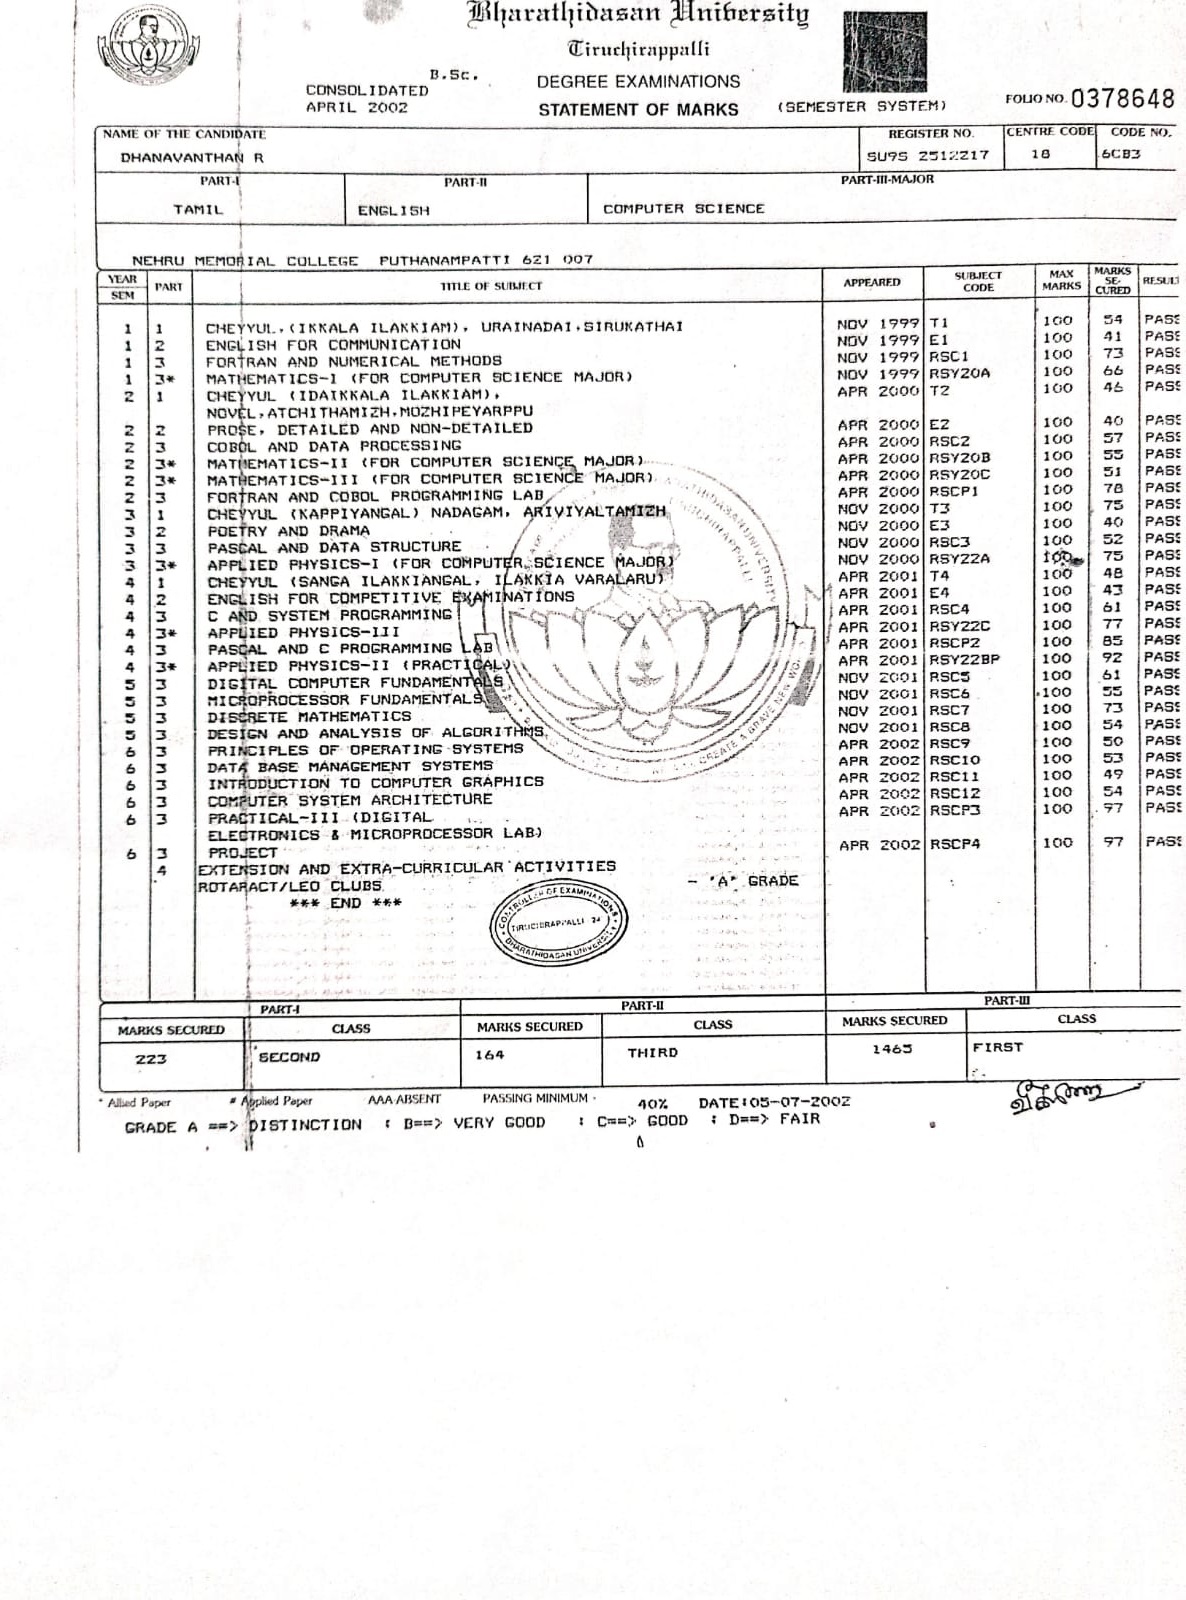 Bharathidasan University
Tiruchirappalli
B.Sc.
DEGREE EXAMINATIONS
CONSOLIDATED
APRIL 2002
STATEMENT OF MARKS
(SEMESTER SYSTEM)
FOLIO NO. 0378648
NAME OF THE CANDIDATE REGISTER NO. CENTRE CODE CODE NO.
DHANAVANTHAN R SU9S 2512217 18 6CB3
PART-I PART-II PART-III-MAJOR
TAMIL ENGLISH COMPUTER SCIENCE
NEHRU MEMORIAL COLLEGE PUTHANAMPATTI 621 007
YEAR SEM PART TITLE OF SUBJECT APPEARED SUBJECT CODE MAX MARKS MARKS SE-CURED RESULT
1 1 CHEYYUL,(IKKALA ILAKKIAM), URAINADAI,SIRUKATHAI NOV 1999 T1 100 54 PASS
1 2 ENGLISH FOR COMMUNICATION NOV 1999 E1 100 41 PASS
1 3 FORTRAN AND NUMERICAL METHODS NOV 1999 RSC1 100 73 PASS
1 3* MATHEMATICS-I (FOR COMPUTER SCIENCE MAJOR) NOV 1999 RSY20A 100 66 PASS
2 1 CHEYYUL (IDAIKKALA ILAKKIAM), APR 2000 T2 100 46 PASS
NOVEL,ATCHITHAMIZH,MOZHIPEYARPPU
2 2 PROSE, DETAILED AND NON-DETAILED APR 2000 E2 100 40 PASS
2 3 COBOL AND DATA PROCESSING APR 2000 RSC2 100 57 PASS
2 3* MATHEMATICS-II (FOR COMPUTER SCIENCE MAJOR) APR 2000 RSY20B 100 55 PASS
2 3* MATHEMATICS-III (FOR COMPUTER SCIENCE MAJOR) APR 2000 RSY20C 100 51 PASS
2 3 FORTRAN AND COBOL PROGRAMMING LAB APR 2000 RSCP1 100 78 PASS
3 1 CHEYYUL (KAPPIYANGAL) NADAGAM, ARIVIYALTAMIZH NOV 2000 T3 100 75 PASS
3 2 POETRY AND DRAMA NOV 2000 E3 100 40 PASS
3 3 PASCAL AND DATA STRUCTURE NOV 2000 RSC3 100 52 PASS
3 3* APPLIED PHYSICS-I (FOR COMPUTER SCIENCE MAJOR) NOV 2000 RSY22A 100 75 PASS
4 1 CHEYYUL (SANGA ILAKKIANGAL, ILAKKIA VARALARU) APR 2001 T4 100 48 PASS
4 2 ENGLISH FOR COMPETITIVE EXAMINATIONS APR 2001 E4 100 43 PASS
4 3 C AND SYSTEM PROGRAMMING APR 2001 RSC4 100 61 PASS
4 3* APPLIED PHYSICS-III APR 2001 RSY22C 100 77 PASS
4 3 PASCAL AND C PROGRAMMING LAB APR 2001 RSCP2 100 85 PASS
4 3* APPLIED PHYSICS-II (PRACTICAL) APR 2001 RSY22BP 100 92 PASS
5 3 DIGITAL COMPUTER FUNDAMENTALS NOV 2001 RSC5 100 61 PASS
5 3 MICROPROCESSOR FUNDAMENTALS NOV 2001 RSC6 100 55 PASS
5 3 DISCRETE MATHEMATICS NOV 2001 RSC7 100 73 PASS
5 3 DESIGN AND ANALYSIS OF ALGORITHMS NOV 2001 RSC8 100 54 PASS
6 3 PRINCIPLES OF OPERATING SYSTEMS APR 2002 RSC9 100 50 PASS
6 3 DATA BASE MANAGEMENT SYSTEMS APR 2002 RSC10 100 53 PASS
6 3 INTRODUCTION TO COMPUTER GRAPHICS APR 2002 RSC11 100 49 PASS
6 3 COMPUTER SYSTEM ARCHITECTURE APR 2002 RSC12 100 54 PASS
6 3 PRACTICAL-III (DIGITAL APR 2002 RSCP3 100 97 PASS
ELECTRONICS & MICROPROCESSOR LAB)
6 3 PROJECT APR 2002 RSCP4 100 97 PASS
4 EXTENSION AND EXTRA-CURRICULAR ACTIVITIES
ROTARACT/LEO CLUBS - "A" GRADE
*** END ***
CONTROLLER OF EXAMINATIONS
TIRUCHIRAPPALLI 24
BHARATHIDASAN UNIVERSITY
PART-I PART-II PART-III
MARKS SECURED CLASS MARKS SECURED CLASS MARKS SECURED CLASS
223 SECOND 164 THIRD 1465 FIRST
* Allied Paper # Applied Paper AAA-ABSENT PASSING MINIMUM - 40% DATE:05-07-2002
GRADE A ==> DISTINCTION : B==> VERY GOOD : C==> GOOD : D==> FAIR